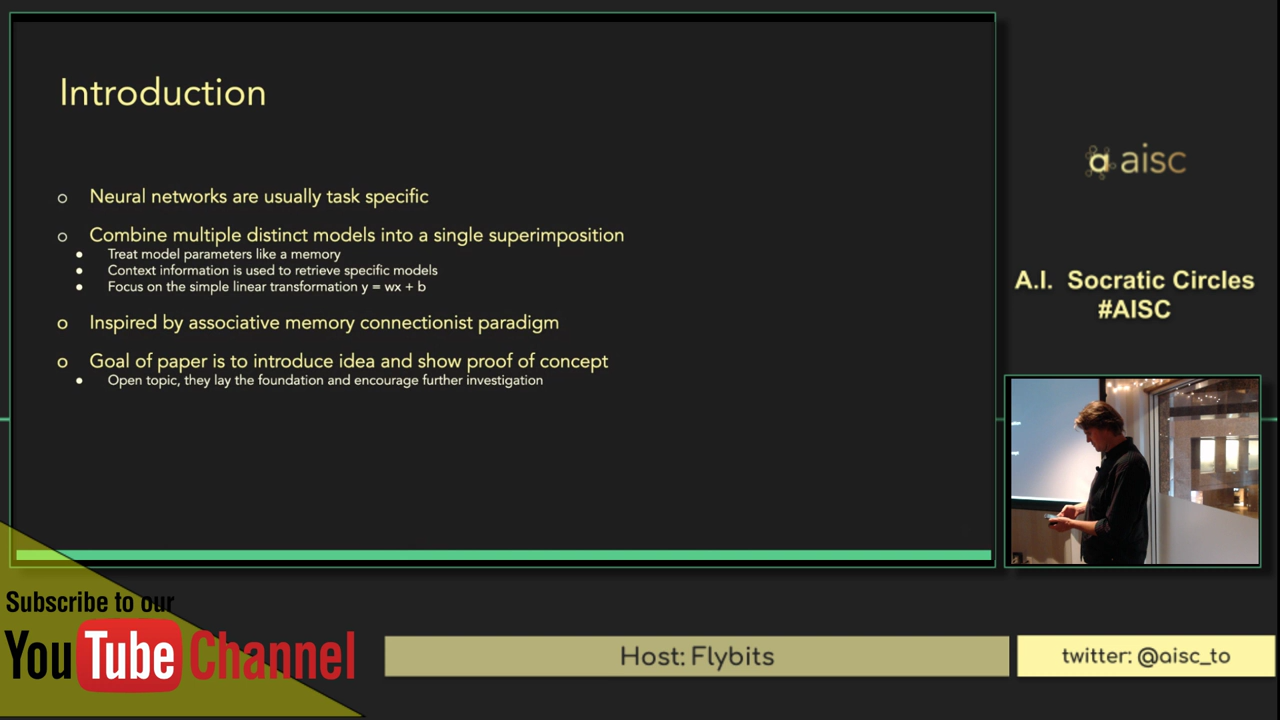 Introduction
Neural networks are usually task specific
Combine multiple distinct models into a single superimposition
Treat model parameters like a memory
Context information is used to retrieve specific models
Focus on the simple linear transformation y = wx + b
Inspired by associative memory connectionist paradigm
Goal of paper is to introduce idea and show proof of concept
Open topic, they lay the foundation and encourage further investigation
a aisc
A.I. Socratic Circles
#AISC
Subscribe to our
YouTube Channel
Host: Flybits
twitter: @aisc_to